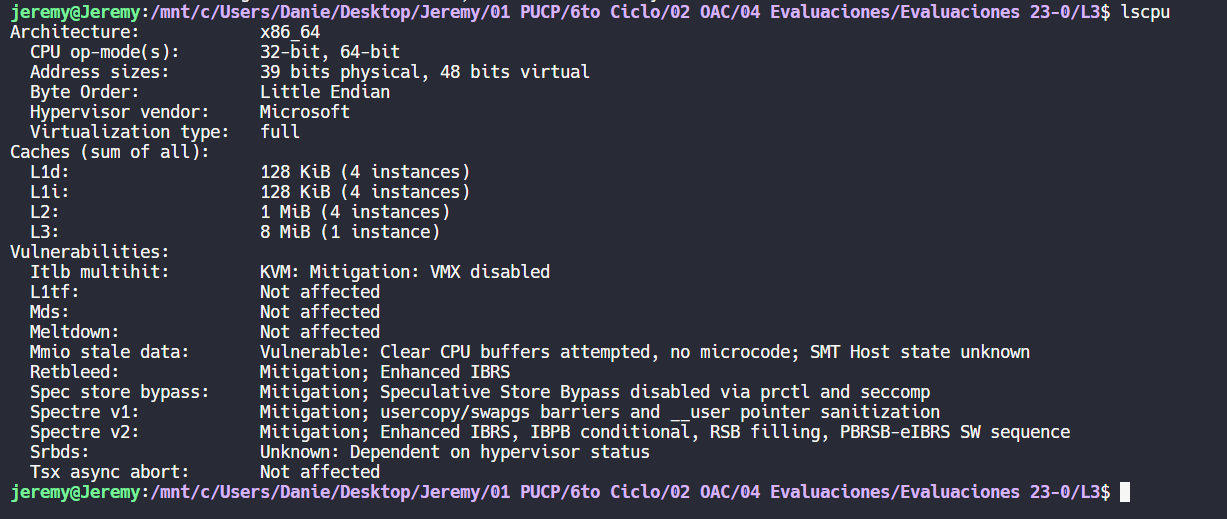 jeremy@Jeremy:/mnt/c/Users/Danie/Desktop/Jeremy/01 PUCP/6to Ciclo/02 OAC/04 Evaluaciones/Evaluaciones 23-0/L3$ lscpu
Architecture: x86_64
CPU op-mode(s): 32-bit, 64-bit
Address sizes: 39 bits physical, 48 bits virtual
Byte Order: Little Endian
Hypervisor vendor: Microsoft
Virtualization type: full
Caches (sum of all):
L1d: 128 KiB (4 instances)
L1i: 128 KiB (4 instances)
L2: 1 MiB (4 instances)
L3: 8 MiB (1 instance)
Vulnerabilities:
Itlb multihit: KVM: Mitigation: VMX disabled
L1tf: Not affected
Mds: Not affected
Meltdown: Not affected
Mmio stale data: Vulnerable: Clear CPU buffers attempted, no microcode; SMT Host state unknown
Retbleed: Mitigation; Enhanced IBRS
Spec store bypass: Mitigation; Speculative Store Bypass disabled via prctl and seccomp
Spectre v1: Mitigation; usercopy/swapgs barriers and __user pointer sanitization
Spectre v2: Mitigation; Enhanced IBRS, IBPB conditional, RSB filling, PBRSB-eIBRS SW sequence
Srbds: Unknown: Dependent on hypervisor status
Tsx async abort: Not affected
jeremy@Jeremy:/mnt/c/Users/Danie/Desktop/Jeremy/01 PUCP/6to Ciclo/02 OAC/04 Evaluaciones/Evaluaciones 23-0/L3$